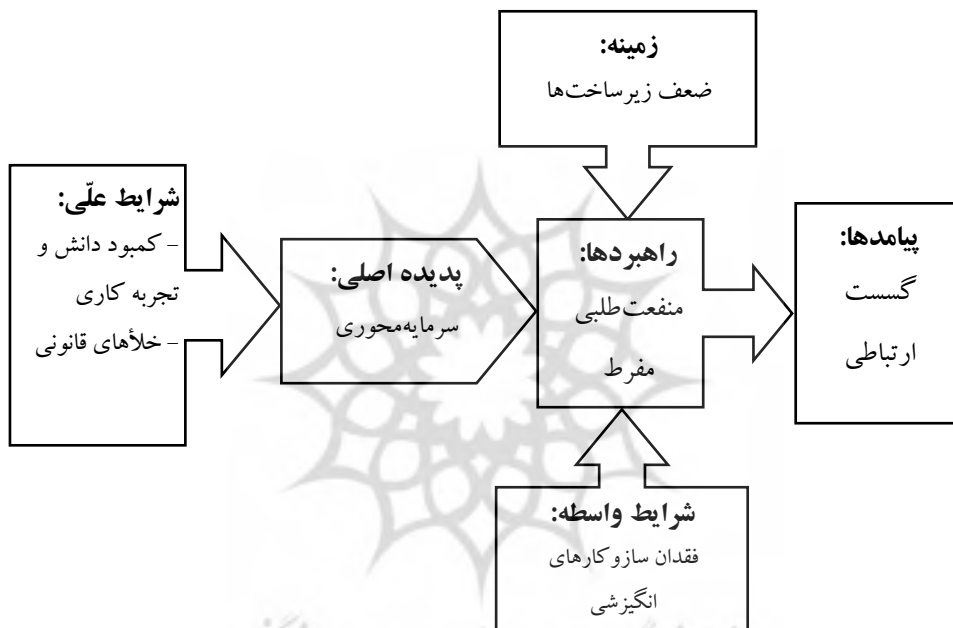 زمینه:
ضعف زیرساخت‌ها
شرایط علّی:
– کمبود دانش و
تجربه کاری
– خلأهای قانونی
پدیده اصلی:
سرمایه‌محوری
راهبردها:
منفعت‌طلبی
مفرط
پیامدها:
گسست
ارتباطی
شرایط واسطه:
فقدان سازوکارهای
انگیزشی